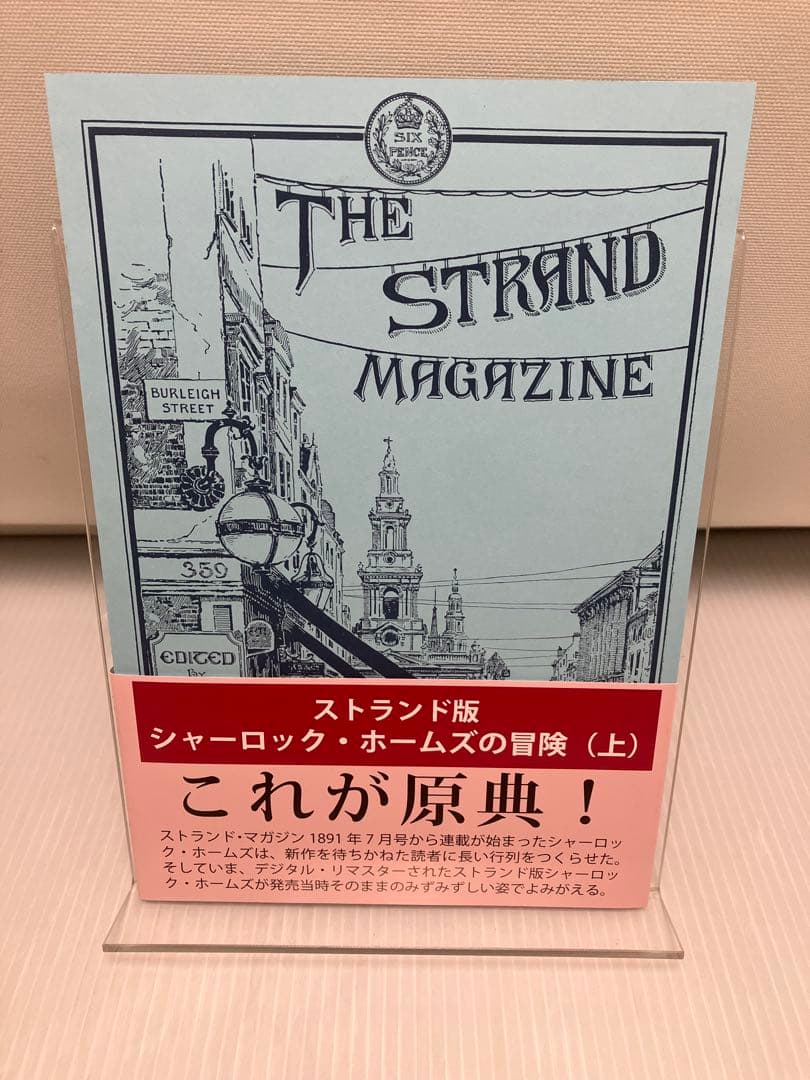 SIX
PENCE
THE
STRAND
MAGAZINE
BURLEIGH
STREET
359
EDITED
by
ストランド版
シャーロック・ホームズの冒険（上）
これが原典！
ストランド・マガジン 1891 年 7 月号から連載が始まったシャーロッ
ク・ホームズは、新作を待ちかねた読者に長い行列をつくらせた。
そしていま、デジタル・リマスターされたストランド版シャーロッ
ク・ホームズが発売当時そのままのみずみずしい姿でよみがえる。